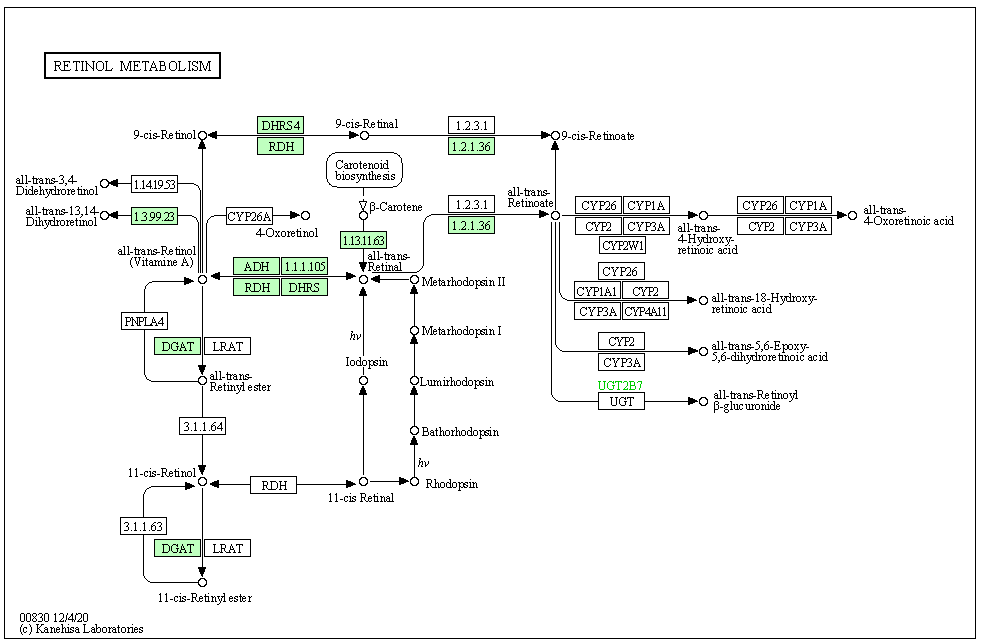 RETINOL METABOLISM
9-cis-Retinol
DHRS4
RDH
9-cis-Retinal
1.2.3.1
1.2.1.36
9-cis-Retinoate
Carotenoid
biosynthesis
all-trans-3,4-
Didehydroretinol
1.14.19.53
all-trans-13,14-
Dihydroretinol
1.3.99.23
CYP26A
4-Oxoretinol
β-Carotene
1.13.11.63
1.2.3.1
1.2.1.36
all-trans-
Retinoate
CYP26 CYP1A
CYP2 CYP3A
CYP2W1
all-trans-
4-Hydroxy-
retinoic acid
CYP26 CYP1A
CYP2 CYP3A
all-trans-
4-Oxoretinoic acid
all-trans-Retinol
(Vitamine A)
ADH 1.1.1.105
RDH DHRS
all-trans-
Retinal
Metarhodopsin II
CYP26
CYP1A1 CYP2
CYP3A CYP4A11
all-trans-18-Hydroxy-
retinoic acid
PNPLA4
DGAT LRAT
hν
Metarhodopsin I
CYP2
CYP3A
all-trans-5,6-Epoxy-
5,6-dihydroretinoic acid
Iodopsin
all-trans-
Retinyl ester
Lumirhodopsin
UGT2B7
UGT
all-trans-Retinoyl
β-glucuronide
3.1.1.64
Bathorhodopsin
hν
11-cis-Retinol
RDH
11-cis Retinal
Rhodopsin
3.1.1.63
DGAT LRAT
11-cis-Retinyl ester
00830 12/4/20
(c) Kanehisa Laboratories